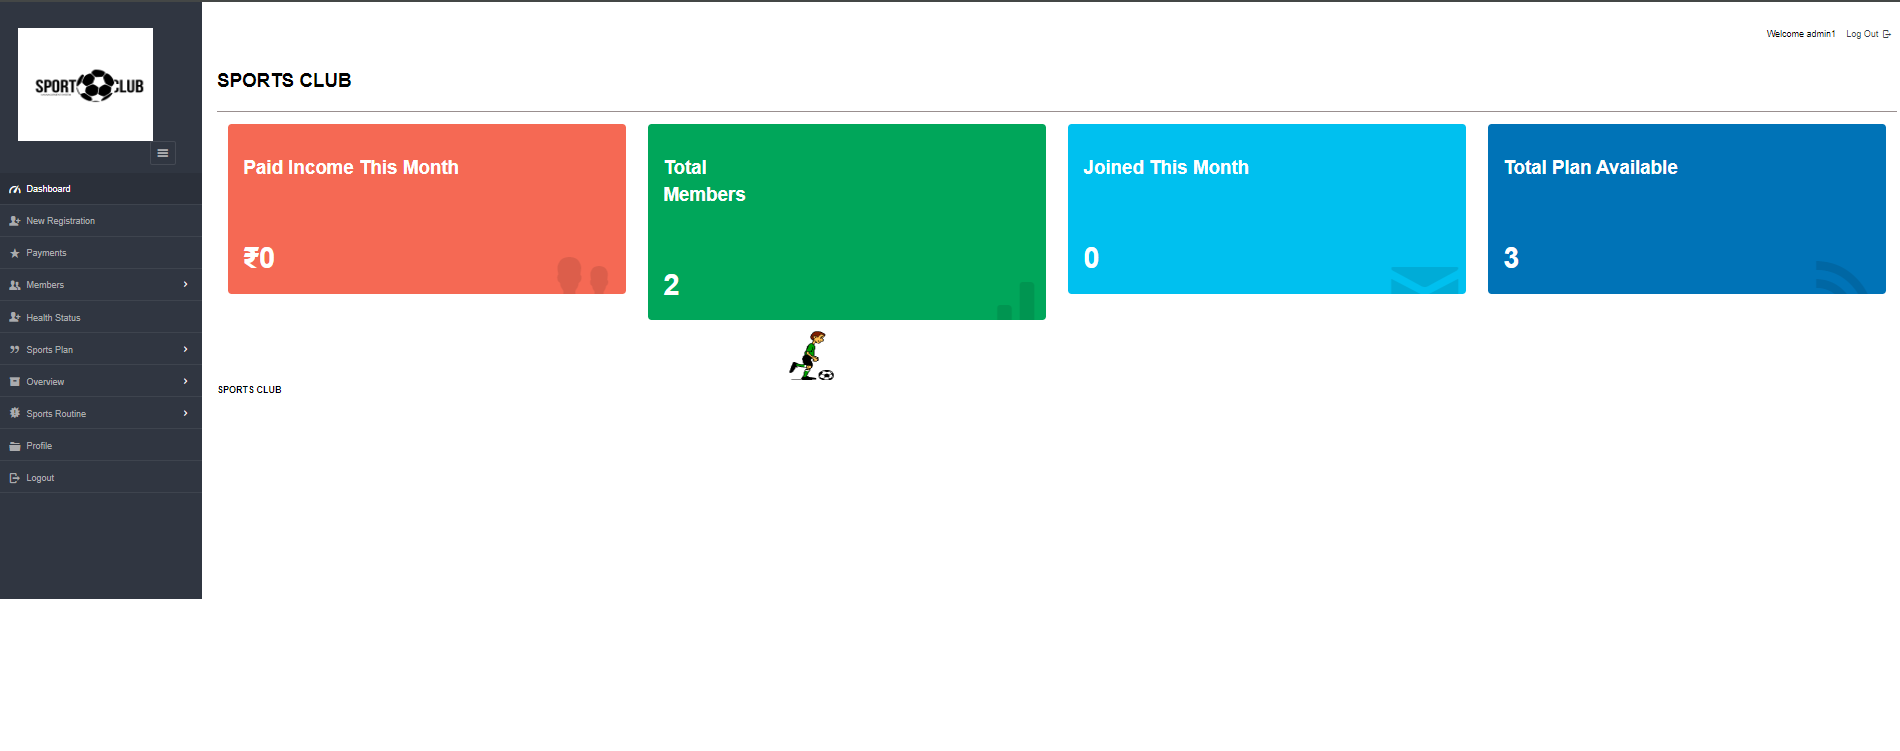 SPORT CLUB
Dashboard
New Registration
Payments
Members
Health Status
Sports Plan
Overview
Sports Routine
Profile
Logout
Welcome admin1 Log Out
SPORTS CLUB
Paid Income This Month
₹0
Total
Members
2
Joined This Month
0
Total Plan Available
3
SPORTS CLUB